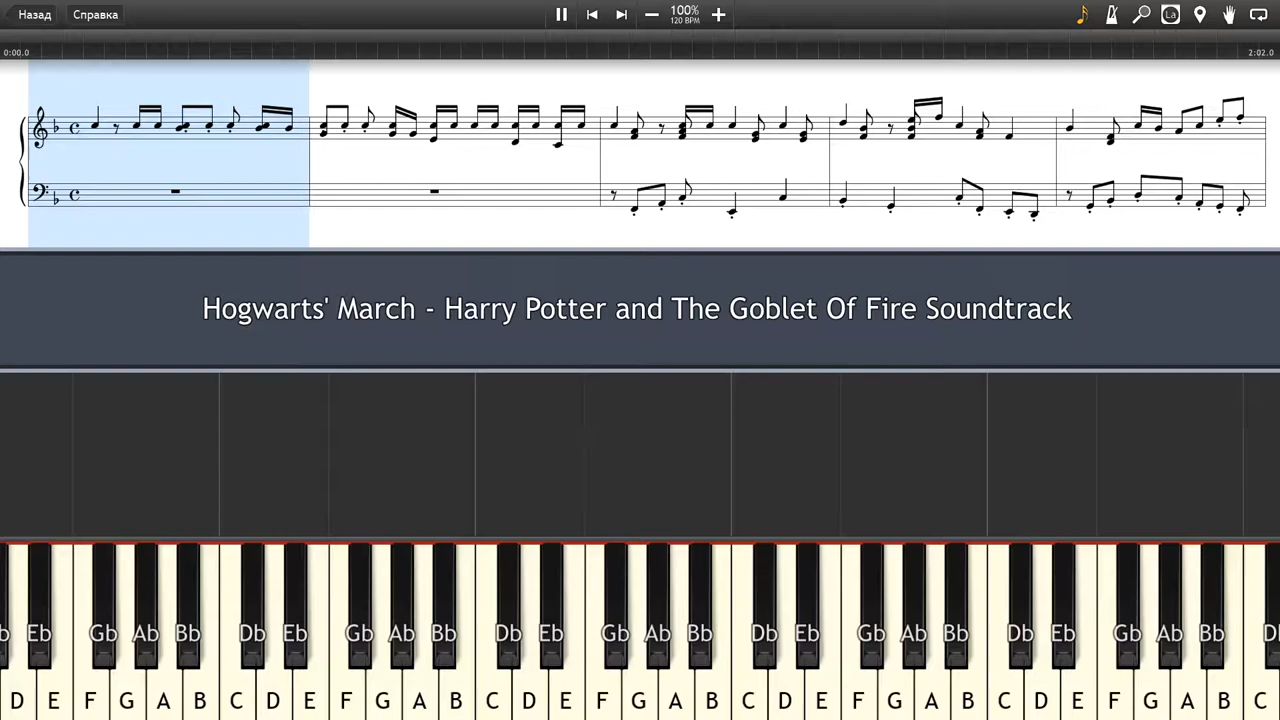 Назад Справка 100% La
120 BPM
0:00.0 2:02.0
Hogwarts' March - Harry Potter and The Goblet Of Fire Soundtrack
Eb Gb Ab Bb Db Eb Gb Ab Bb Db Eb Gb Ab Bb Db Eb Gb Ab Bb Db Eb Gb Ab Bb
D E F G A B C D E F G A B C D E F G A B C D E F G A B C D E F G A B C